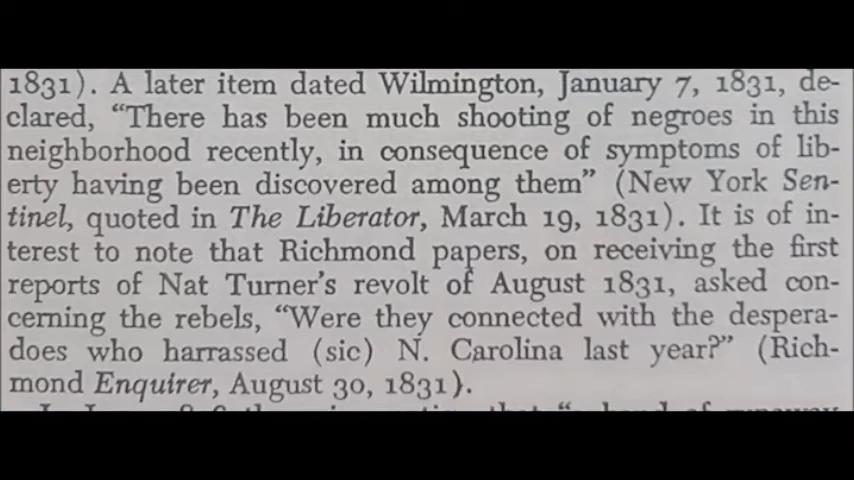 1831). A later item dated Wilmington, January 7, 1831, de-
clared, “There has been much shooting of negroes in this
neighborhood recently, in consequence of symptoms of lib-
erty having been discovered among them” (New York Sen-
tinel, quoted in The Liberator, March 19, 1831). It is of in-
terest to note that Richmond papers, on receiving the first
reports of Nat Turner’s revolt of August 1831, asked con-
cerning the rebels, “Were they connected with the despera-
does who harrassed (sic) N. Carolina last year?” (Rich-
mond Enquirer, August 30, 1831).